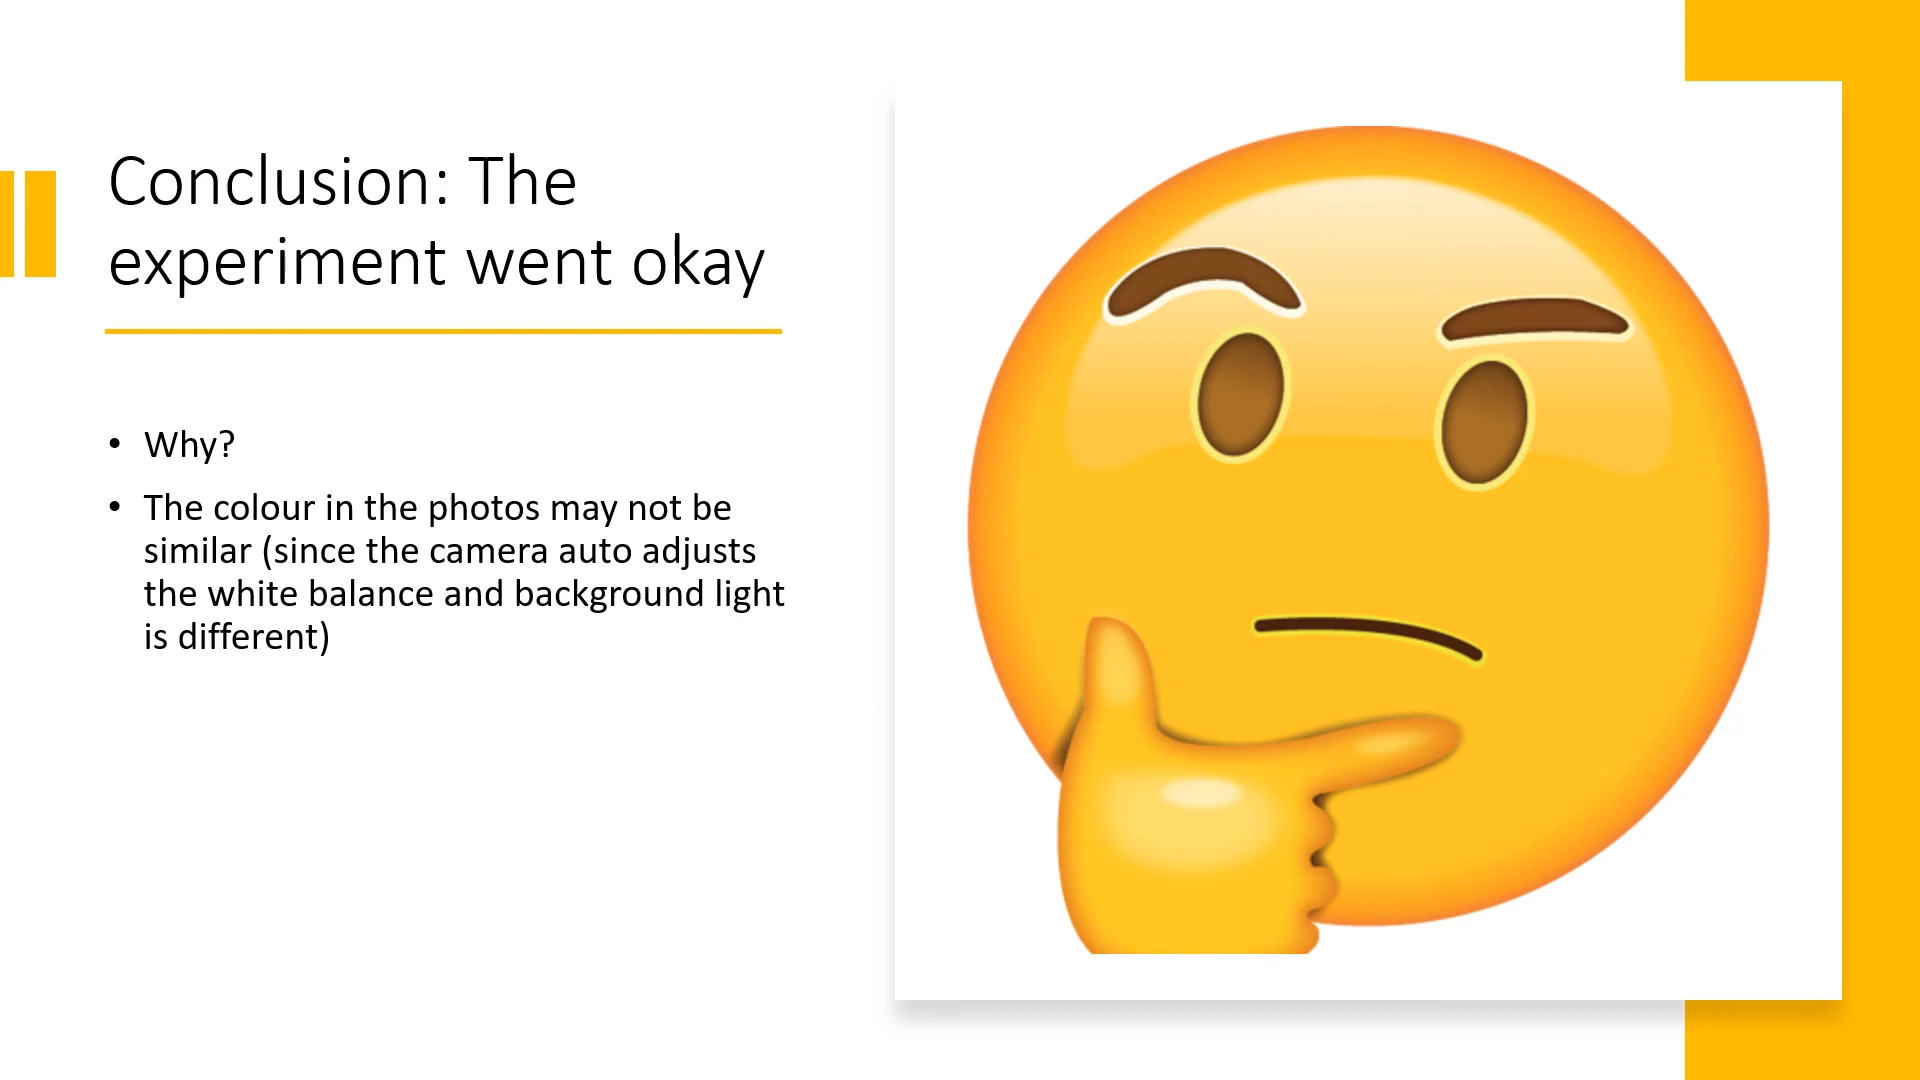 Conclusion: The
experiment went okay
• Why?
• The colour in the photos may not be
similar (since the camera auto adjusts
the white balance and background light
is different)